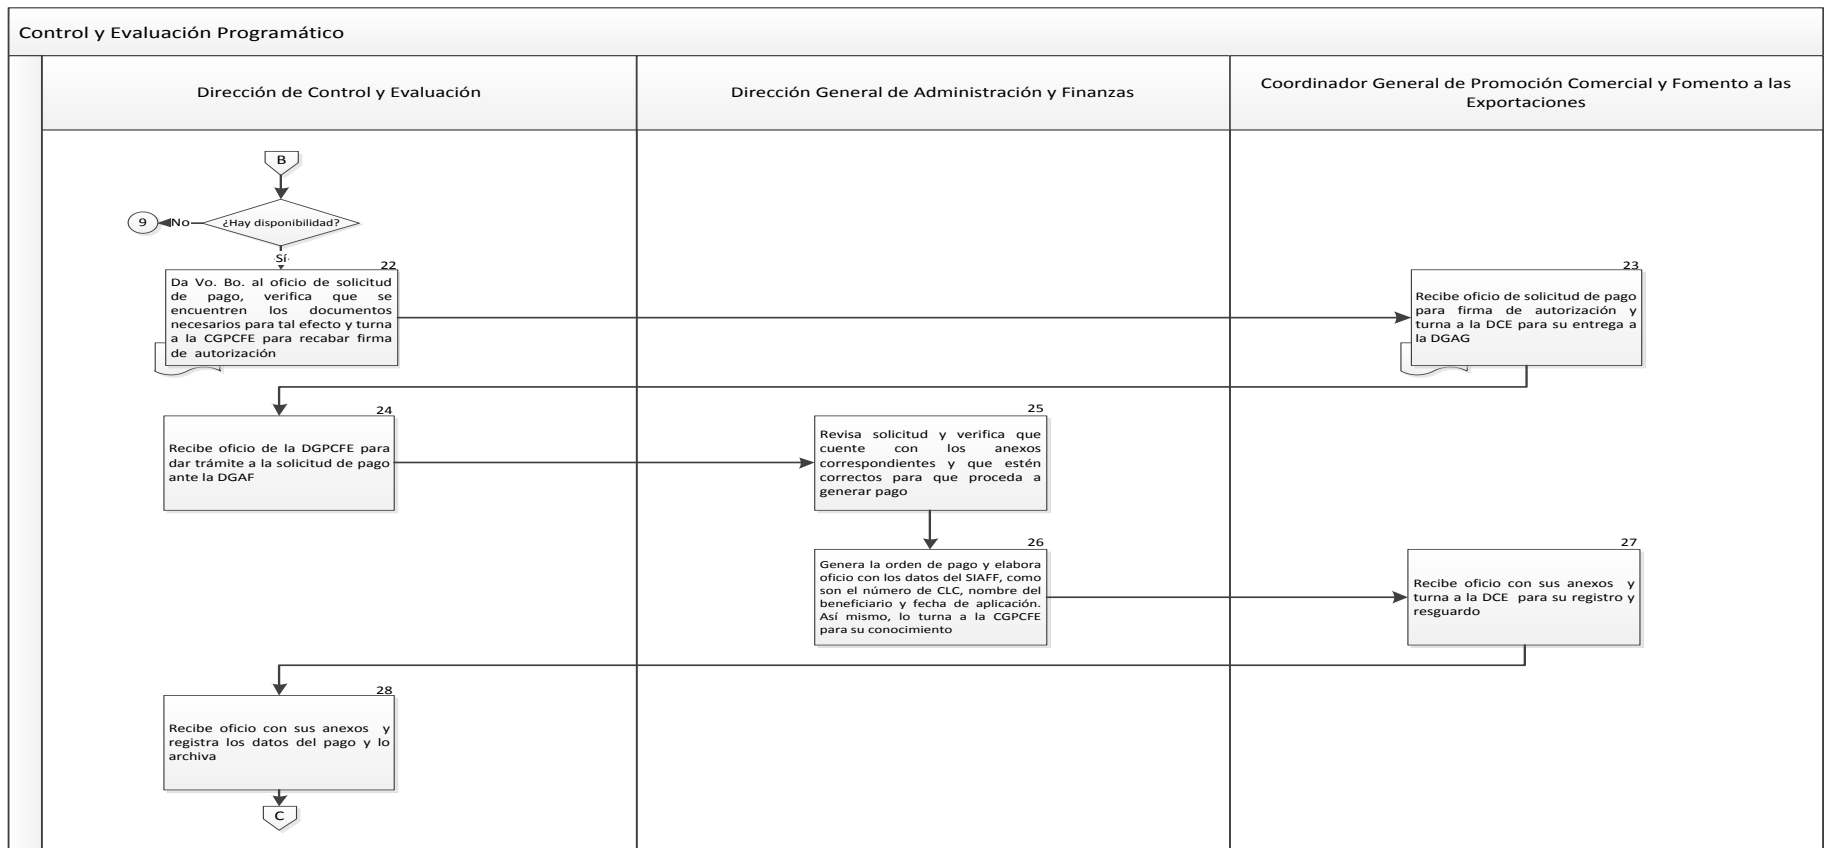 Control y Evaluación Programático
Dirección de Control y Evaluación
Dirección General de Administración y Finanzas
Coordinador General de Promoción Comercial y Fomento a las
Exportaciones
B
¿Hay disponibilidad?
No
9
Sí
22
Da Vo. Bo. al oficio de solicitud
de pago, verifica que se
encuentren los documentos
necesarios para tal efecto y turna
a la CGPCFE para recabar firma
de autorización
23
Recibe oficio de solicitud de pago
para firma de autorización y
turna a la DCE para su entrega a
la DGAG
24
Recibe oficio de la DGPCFE para
dar trámite a la solicitud de pago
ante la DGAF
25
Revisa solicitud y verifica que
cuente con los anexos
correspondientes y que estén
correctos para que proceda a
generar pago
26
Genera la orden de pago y elabora
oficio con los datos del SIAFF, como
son el número de CLC, nombre del
beneficiario y fecha de aplicación.
Así mismo, lo turna a la CGPCFE
para su conocimiento
27
Recibe oficio con sus anexos y
turna a la DCE para su registro y
resguardo
28
Recibe oficio con sus anexos y
registra los datos del pago y lo
archiva
C